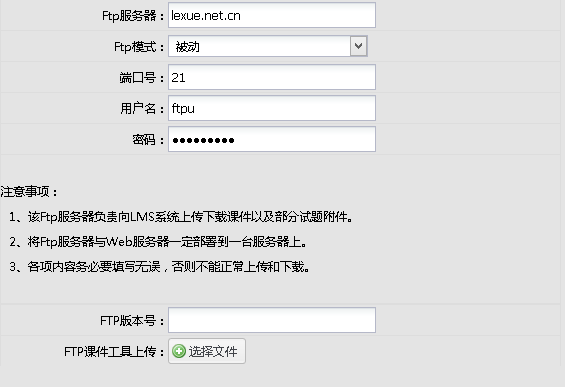 Ftp服务器：lexue.net.cn
Ftp模式：被动
端口号：21
用户名：ftpu
密码：●●●●●●●●●
注意事项：
1、该Ftp服务器负责向LMS系统上传下载课件以及部分试题附件。
2、将Ftp服务器与Web服务器一定部署到一台服务器上。
3、各项内容务必要填写无误，否则不能正常上传和下载。
FTP版本号：
FTP课件工具上传：选择文件